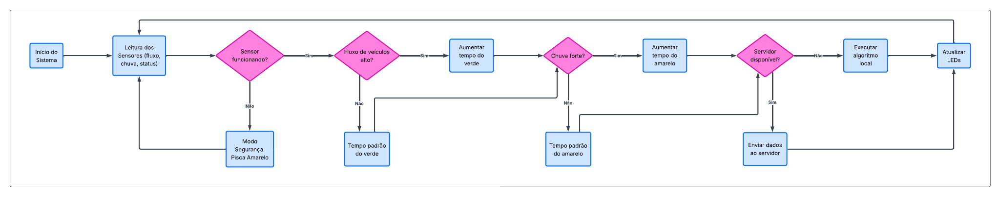 Início do
Sistema
Leitura dos
Sensores (fluxo,
chuva, status)
Sensor
funcionando?
Sim
Fluxo de veículos
alto?
Sim
Aumentar
tempo do
verde
Chuva forte?
Sim
Aumentar
tempo do
amarelo
Servidor
disponível?
Não
Executar
algoritmo
local
Atualizar
LEDs
Não
Não
Não
Sim
Modo
Segurança:
Pisca Amarelo
Tempo padrão
do verde
Tempo padrão
do amarelo
Enviar dados
ao servidor